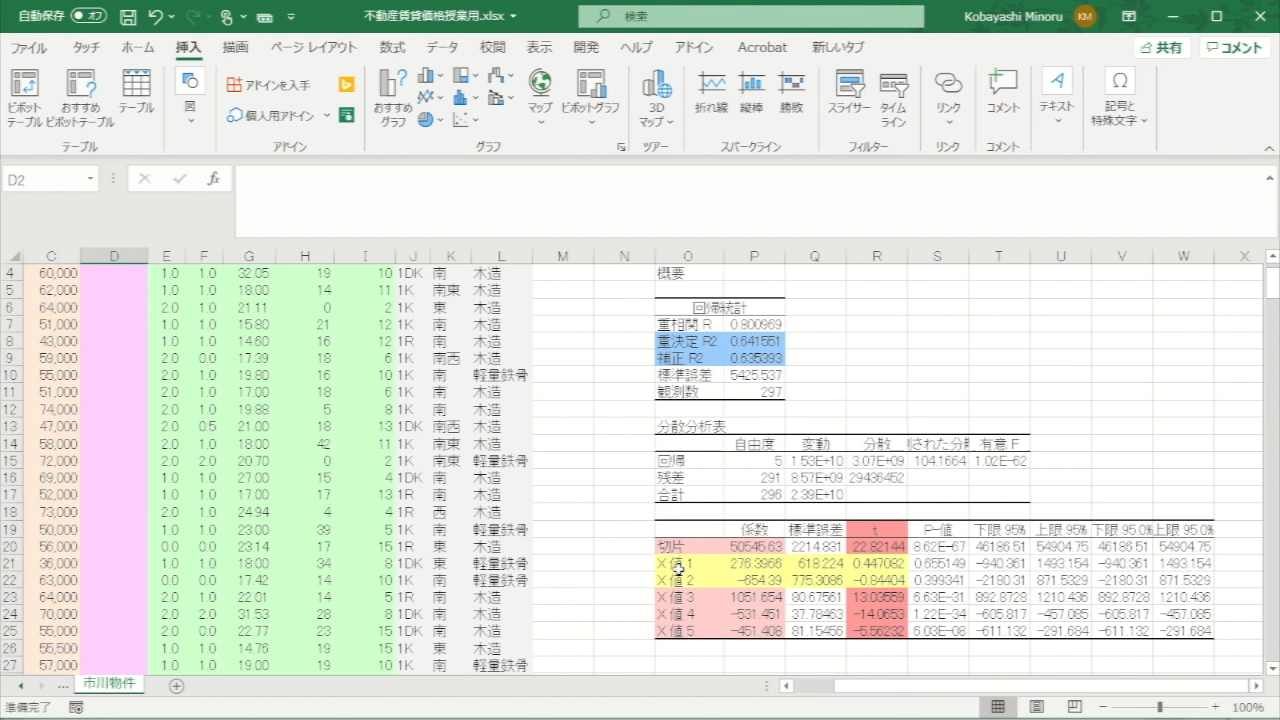 自動保存 オフ 不動産賃貸価格授業用.xlsx 検索 Kobayashi Minoru KM
ファイル タッチ ホーム 挿入 描画 ページ レイアウト 数式 データ 校閲 表示 開発 ヘルプ アドイン Acrobat 新しいタブ 共有 コメント
ピボット テーブル おすすめ ピボットテーブル テーブル 図 アドインを入手 個人用アドイン おすすめ グラフ マップ ピボットグラフ 3D マップ 折れ線 縦棒 勝敗 スライサー タイム ライン リンク コメント テキスト 記号と 特殊文字
テーブル アドイン グラフ ツアー スパークライン フィルター リンク コメント
D2 fx
C D E F G H I J K L M N O P Q R S T U V W X
4 60,000 1.0 1.0 32.05 19 10 1DK 南 木造 概要
5 62,000 1.0 1.0 18.00 14 11 1K 南東 木造
6 64,000 2.0 1.0 21.11 0 2 1K 東 木造 回帰統計
7 51,000 1.0 1.0 15.80 21 12 1K 南 木造 重相関 R 0.800969
8 43,000 1.0 1.0 14.60 16 12 1R 南 木造 重決定 R2 0.641551
9 59,000 2.0 0.0 17.39 18 6 1K 南西 木造 補正 R2 0.635393
10 55,000 1.0 1.0 19.80 16 10 1K 南 軽量鉄骨 標準誤差 5425.537
11 51,000 2.0 1.0 17.00 18 6 1K 南 木造 観測数 297
12 74,000 2.0 1.0 19.88 5 8 1K 南 木造
13 47,000 2.0 0.5 21.00 18 13 1DK 南西 木造 分散分析表
14 58,000 2.0 1.0 18.00 42 11 1K 南東 木造 自由度 変動 分散 された分散 有意 F
15 72,000 2.0 2.0 20.70 0 2 1K 南東 軽量鉄骨 回帰 5 1.53E+10 3.07E+09 104.1664 1.02E-62
16 69,000 1.0 1.0 27.00 15 4 1DK 南 木造 残差 291 8.57E+09 29436452
17 52,000 1.0 1.0 17.00 17 13 1R 南 木造 合計 296 2.39E+10
18 73,000 2.0 1.0 24.94 4 4 1R 西 木造
19 50,000 1.0 1.0 23.00 39 5 1K 南 軽量鉄骨 係数 標準誤差 t P-値 下限 95% 上限 95% 下限 95.0% 上限 95.0%
20 56,000 0.0 0.0 23.14 17 15 1R 東 木造 切片 50545.63 2214.831 22.82144 8.62E-67 46186.51 54904.75 46186.51 54904.75
21 36,000 1.0 1.0 18.00 34 8 1DK 東 木造 X 値 1 276.3966 618.224 0.447082 0.655149 -940.361 1493.154 -940.361 1493.154
22 63,000 0.0 0.0 17.42 14 10 1K 南 軽量鉄骨 X 値 2 -654.39 775.3086 -0.84404 0.399341 -2180.31 871.5329 -2180.31 871.5329
23 64,000 2.0 1.0 22.01 14 5 1R 南 木造 X 値 3 1051.654 80.67561 13.03559 6.63E-31 892.8728 1210.436 892.8728 1210.436
24 70,000 2.0 2.0 31.53 28 8 1DK 南 木造 X 値 4 -531.451 37.78463 -14.0653 1.22E-34 -605.817 -457.085 -605.817 -457.085
25 55,000 2.0 0.0 22.77 23 15 1DK 南 木造 X 値 5 -451.408 81.15456 -5.56232 6.03E-08 -611.132 -291.684 -611.132 -291.684
26 55,500 1.0 1.0 14.76 19 15 1K 東 木造
27 57,000 1.0 1.0 19.00 19 10 1K 南 軽量鉄骨
... 市川物件
準備完了 100%